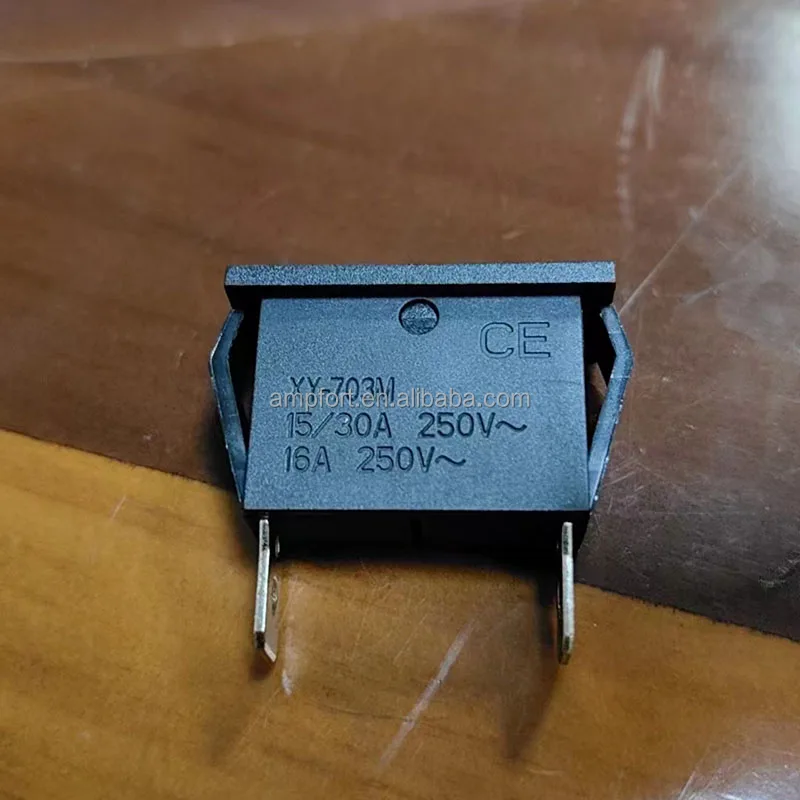 CE
XY-703M
ampfort.en.alibaba.com
15/30A 250V~
16A 250V~